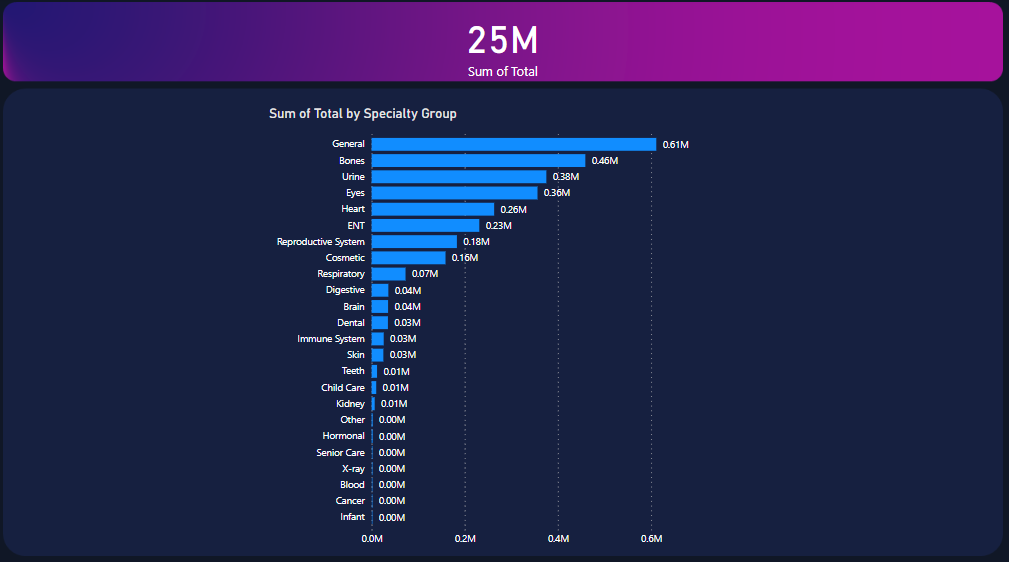 25M
Sum of Total
Sum of Total by Specialty Group
General 0.61M
Bones 0.46M
Urine 0.38M
Eyes 0.36M
Heart 0.26M
ENT 0.23M
Reproductive System 0.18M
Cosmetic 0.16M
Respiratory 0.07M
Digestive 0.04M
Brain 0.04M
Dental 0.03M
Immune System 0.03M
Skin 0.03M
Teeth 0.01M
Child Care 0.01M
Kidney 0.01M
Other 0.00M
Hormonal 0.00M
Senior Care 0.00M
X-ray 0.00M
Blood 0.00M
Cancer 0.00M
Infant 0.00M
0.0M 0.2M 0.4M 0.6M